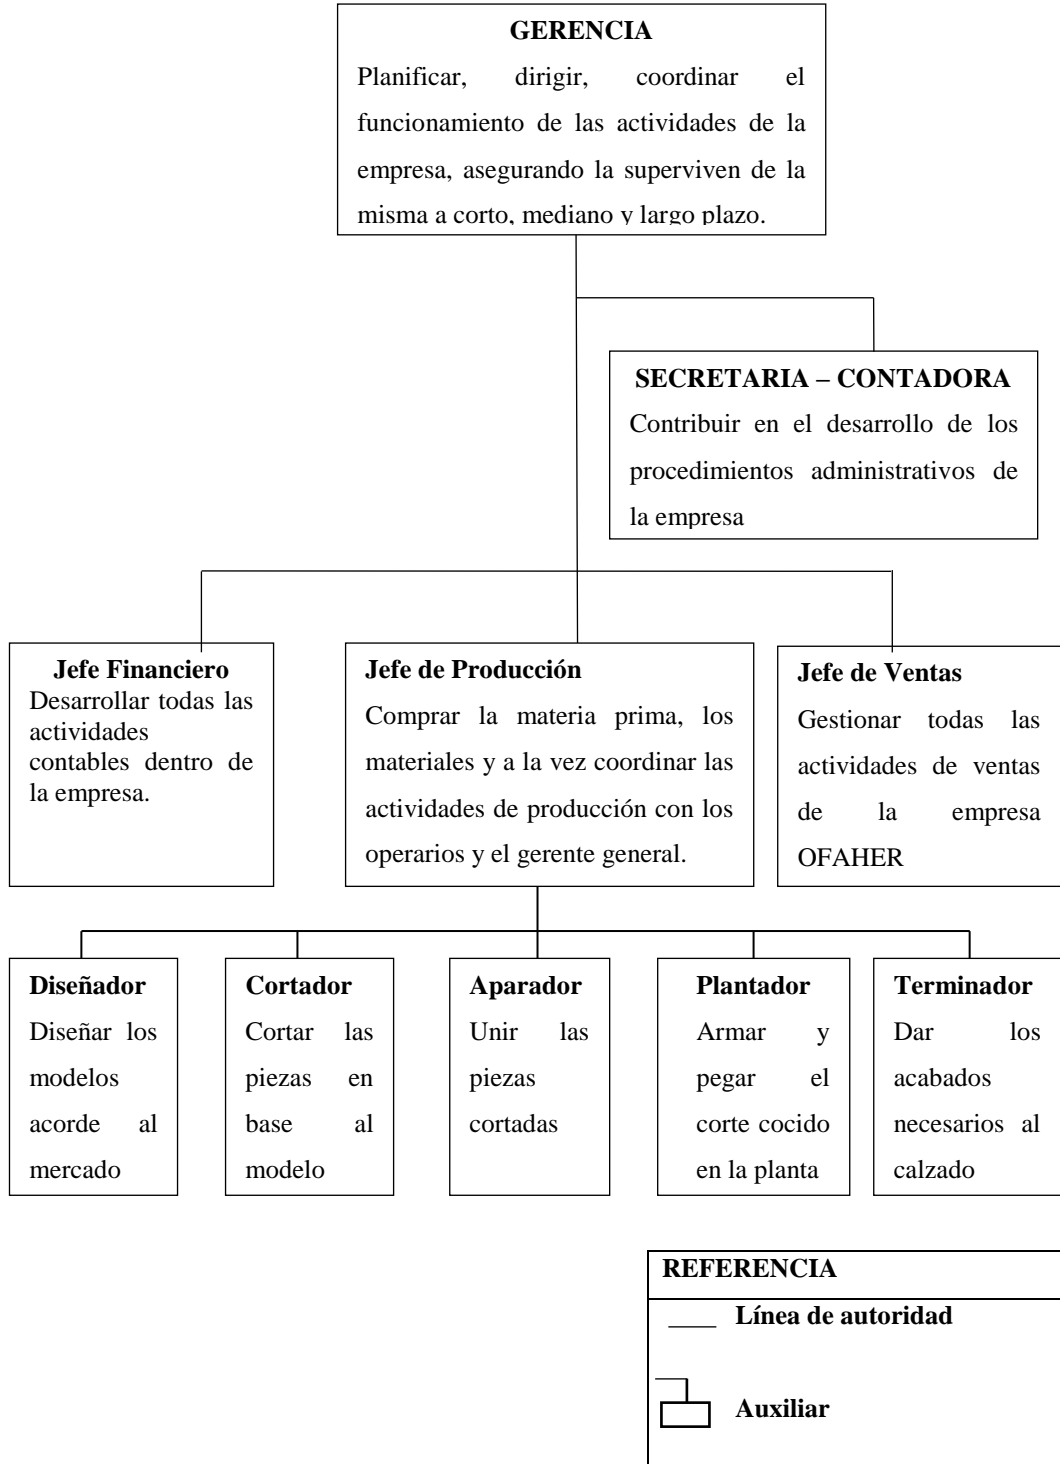 GERENCIA
Planificar, dirigir, coordinar el
funcionamiento de las actividades de la
empresa, asegurando la superviven de la
misma a corto, mediano y largo plazo.
SECRETARIA – CONTADORA
Contribuir en el desarrollo de los
procedimientos administrativos de
la empresa
Jefe Financiero
Desarrollar todas las
actividades
contables dentro de
la empresa.
Jefe de Producción
Comprar la materia prima, los
materiales y a la vez coordinar las
actividades de producción con los
operarios y el gerente general.
Jefe de Ventas
Gestionar todas las
actividades de ventas
de la empresa
OFAHER
Diseñador
Diseñar los
modelos
acorde al
mercado
Cortador
Cortar las
piezas en
base al
modelo
Aparador
Unir las
piezas
cortadas
Plantador
Armar y
pegar el
corte cocido
en la planta
Terminador
Dar los
acabados
necesarios al
calzado
REFERENCIA
Línea de autoridad
Auxiliar